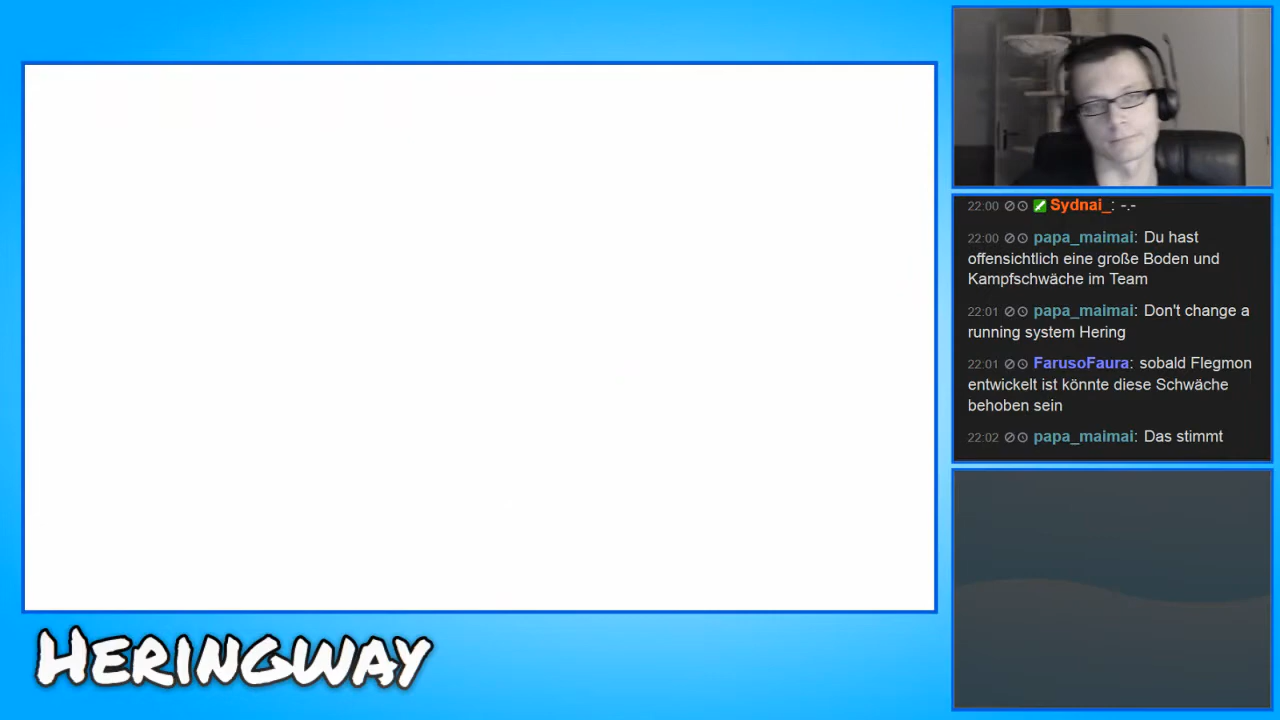 22:00 Sydnai_: -.-
22:00 papa_maimai: Du hast
offensichtlich eine große Boden und
Kampfschwäche im Team
22:01 papa_maimai: Don't change a
running system Hering
22:01 FarusoFaura: sobald Flegmon
entwickelt ist könnte diese Schwäche
behoben sein
22:02 papa_maimai: Das stimmt
HERINGWAY